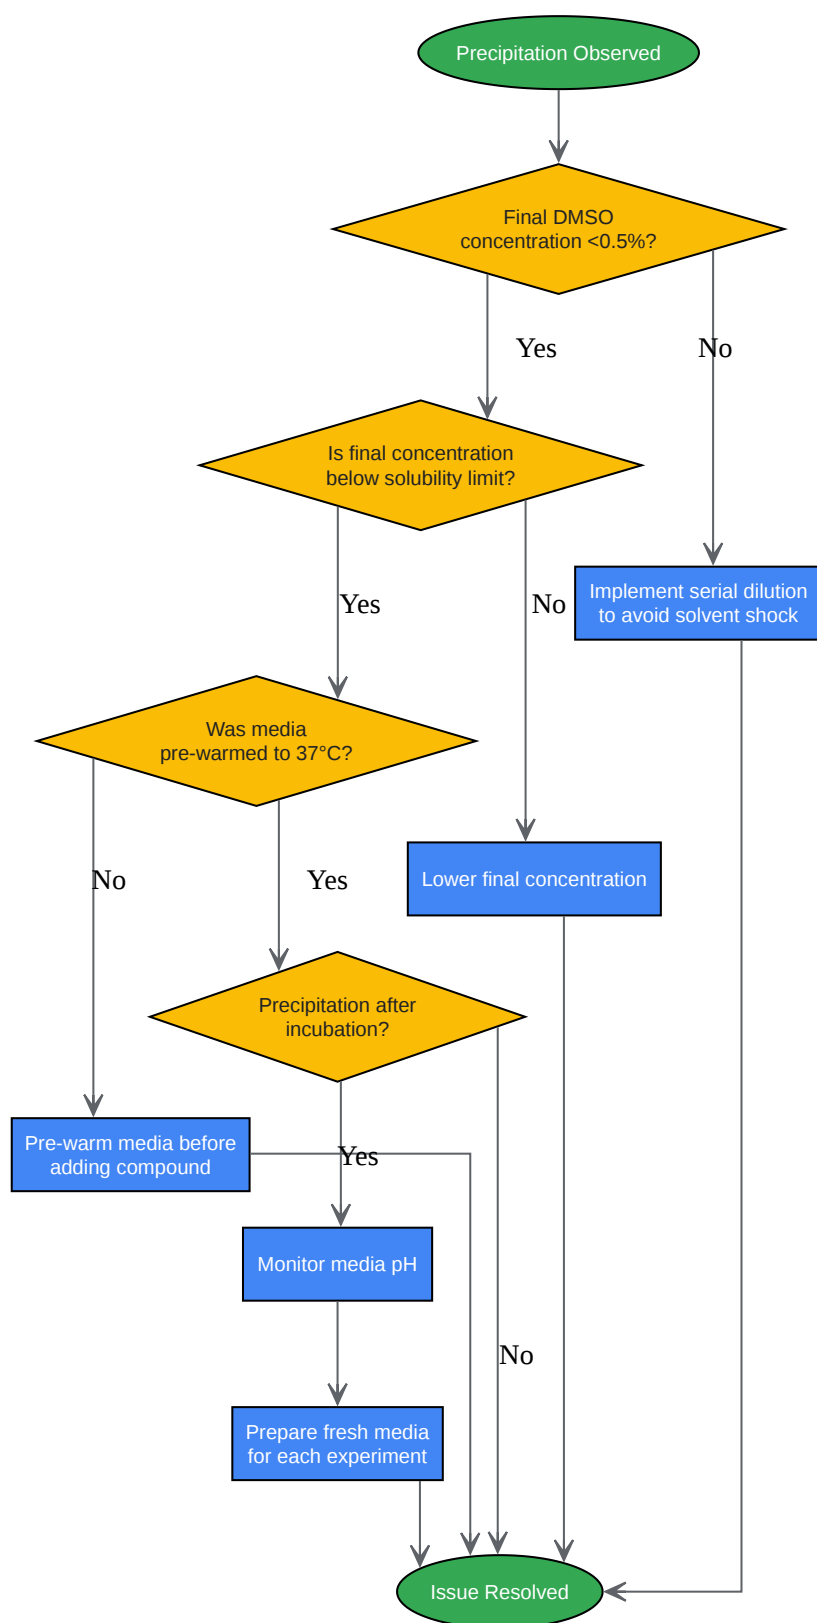 Precipitation Observed
Final DMSO
concentration <0.5%?
Yes
No
Is final concentration
below solubility limit?
Implement serial dilution
to avoid solvent shock
Yes
No
Was media
pre-warmed to 37°C?
No
Yes
Lower final concentration
Precipitation after
incubation?
Pre-warm media before
adding compound
Yes
Monitor media pH
No
Prepare fresh media
for each experiment
Issue Resolved